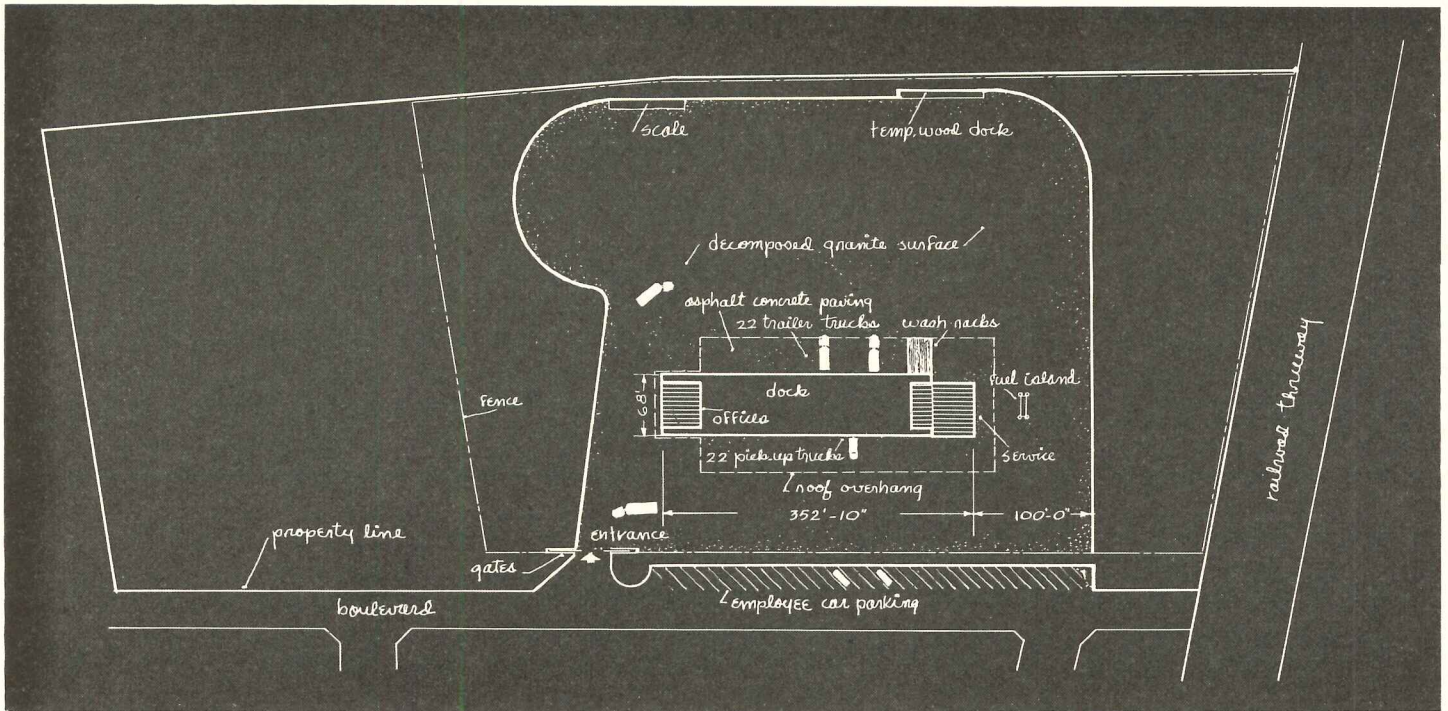 scale
temp. wood dock
decomposed granite surface
asphalt concrete paving
22 trailer trucks
wash racks
dock
fuel island
68'
offices
fence
service
22 pick-up trucks
roof overhang
352'-10"
100'-0"
railroad thruway
entrance
property line
gates
employee car parking
boulevard